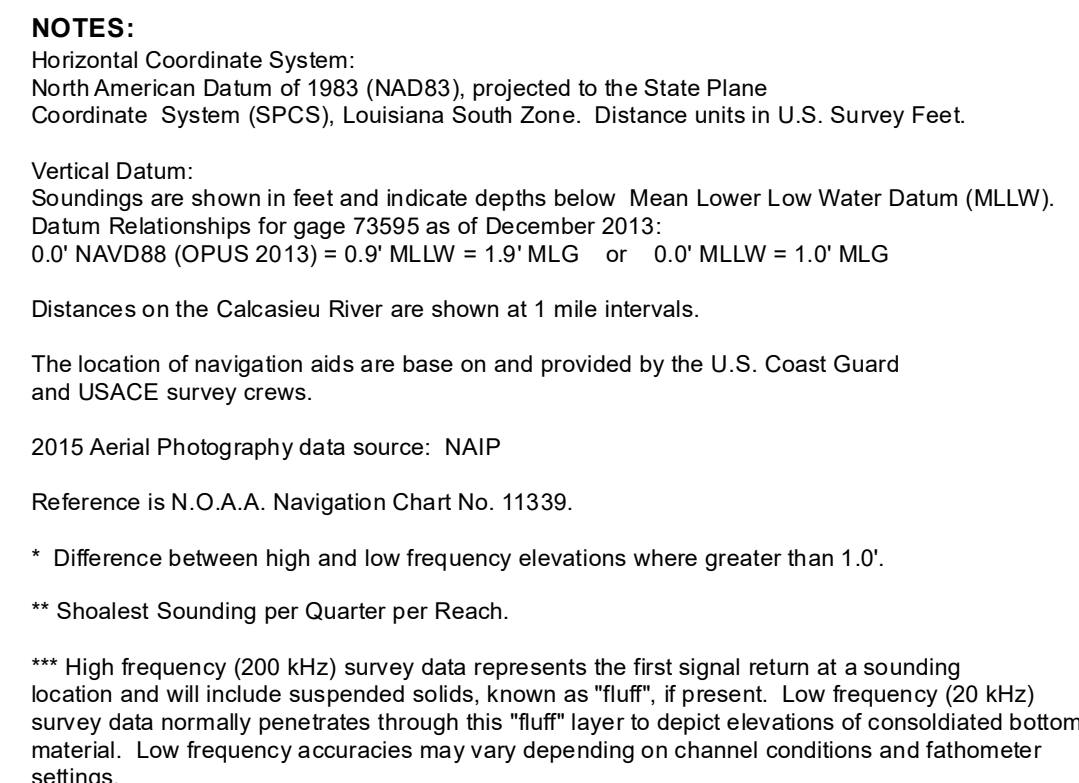 NOTES:
Horizontal Coordinate System:
North American Datum of 1983 (NAD83), projected to the State Plane
Coordinate  System (SPCS), Louisiana South Zone.  Distance units in U.S. Survey Feet.
Vertical Datum:
Soundings are shown in feet and indicate depths below  Mean Lower Low Water Datum (MLLW).
Datum Relationships for gage 73595 as of December 2013:
0.0' NAVD88 (OPUS 2013) = 0.9' MLLW = 1.9' MLG    or    0.0' MLLW = 1.0' MLG
Distances on the Calcasieu River are shown at 1 mile intervals.
The location of navigation aids are base on and provided by the U.S. Coast Guard
and USACE survey crews.
2015 Aerial Photography data source:  NAIP
Reference is N.O.A.A. Navigation Chart No. 11339.
*  Difference between high and low frequency elevations where greater than 1.0'.
** Shoalest Sounding per Quarter per Reach.
*** High frequency (200 kHz) survey data represents the first signal return at a sounding
location and will include suspended solids, known as "fluff", if present.  Low frequency (20 kHz)
survey data normally penetrates through this "fluff" layer to depict elevations of consoldiated bottom
material.  Low frequency accuracies may vary depending on channel conditions and fathometer
settings.